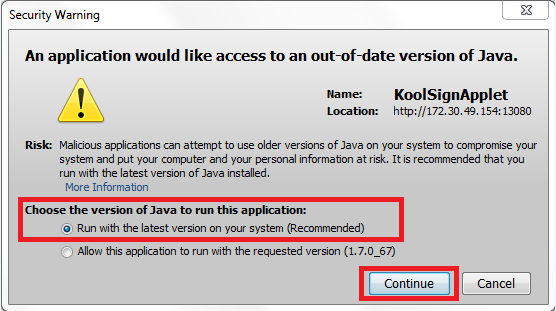 Security Warning
An application would like access to an out-of-date version of Java.
Name: KoolSignApplet
Location: http://172.30.49.154:13080
Risk: Malicious applications can attempt to use older versions of Java on your system to compromise your
system and put your computer and your personal information at risk. It is recommended that you
run with the latest version of Java installed.
More Information
Choose the version of Java to run this application:
Run with the latest version on your system (Recommended)
Allow this application to run with the requested version (1.7.0_67)
Continue Cancel